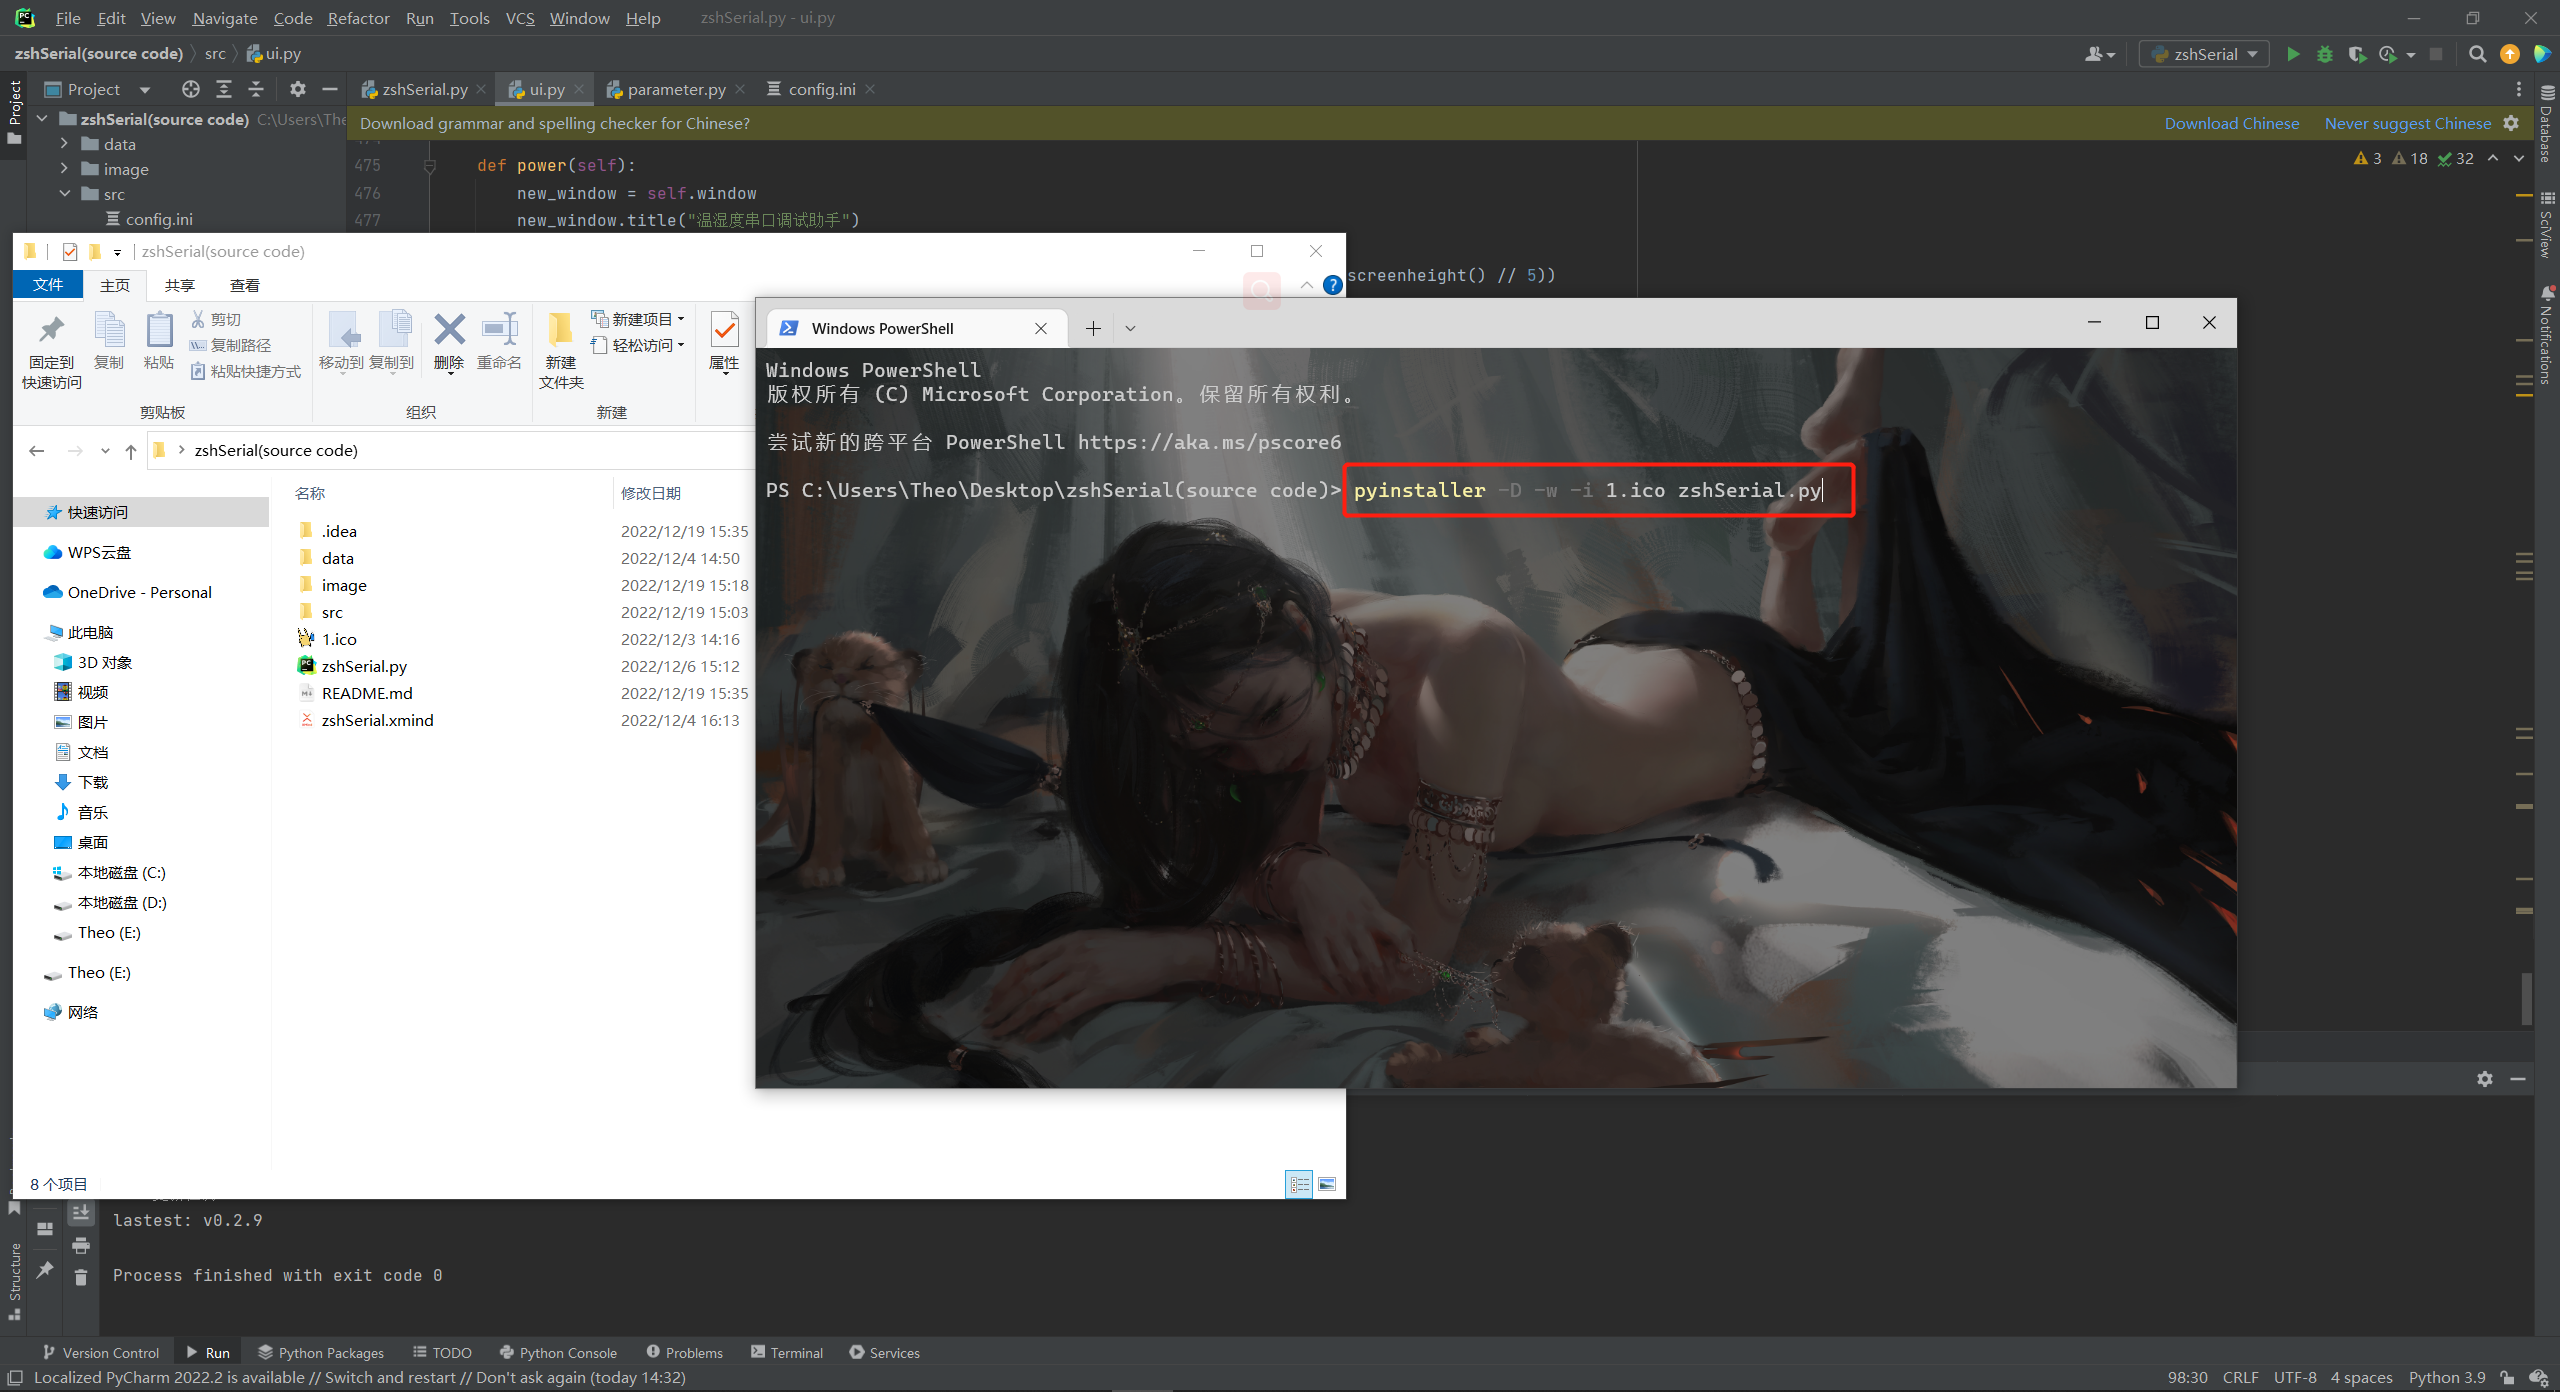 File Edit View Navigate Code Refactor Run Tools VCS Window Help zshSerial.py - ui.py
zshSerial(source code) src ui.py
zshSerial
Project
zshSerial.py ui.py parameter.py config.ini
Project
zshSerial(source code) C:\Users\The
data
image
src
config.ini
Download grammar and spelling checker for Chinese? Download Chinese Never suggest Chinese
3 18 32
475 def power(self):
476 new_window = self.window
477 new_window.title("温湿度串口调试助手")
screenheight() // 5))
Database
SciView
Notifications
zshSerial(source code)
文件 主页 共享 查看
固定到快速访问
复制
粘贴
剪切
复制路径
粘贴快捷方式
剪贴板
移动到
复制到
删除
重命名
组织
新建文件夹
新建项目
轻松访问
新建
属性
zshSerial(source code)
快速访问
WPS云盘
OneDrive - Personal
此电脑
3D 对象
视频
图片
文档
下载
音乐
桌面
本地磁盘 (C:)
本地磁盘 (D:)
Theo (E:)
Theo (E:)
网络
名称 修改日期
.idea 2022/12/19 15:35
data 2022/12/4 14:50
image 2022/12/19 15:18
src 2022/12/19 15:03
1.ico 2022/12/3 14:16
zshSerial.py 2022/12/6 15:12
README.md 2022/12/19 15:35
zshSerial.xmind 2022/12/4 16:13
8 个项目
Windows PowerShell
Windows PowerShell
版权所有 (C) Microsoft Corporation。保留所有权利。
尝试新的跨平台 PowerShell https://aka.ms/pscore6
PS C:\Users\Theo\Desktop\zshSerial(source code)> pyinstaller -D -w -i 1.ico zshSerial.py
lastest: v0.2.9
Process finished with exit code 0
Structure
Version Control Run Python Packages TODO Python Console Problems Terminal Services
Localized PyCharm 2022.2 is available // Switch and restart // Don't ask again (today 14:32) 98:30 CRLF UTF-8 4 spaces Python 3.9